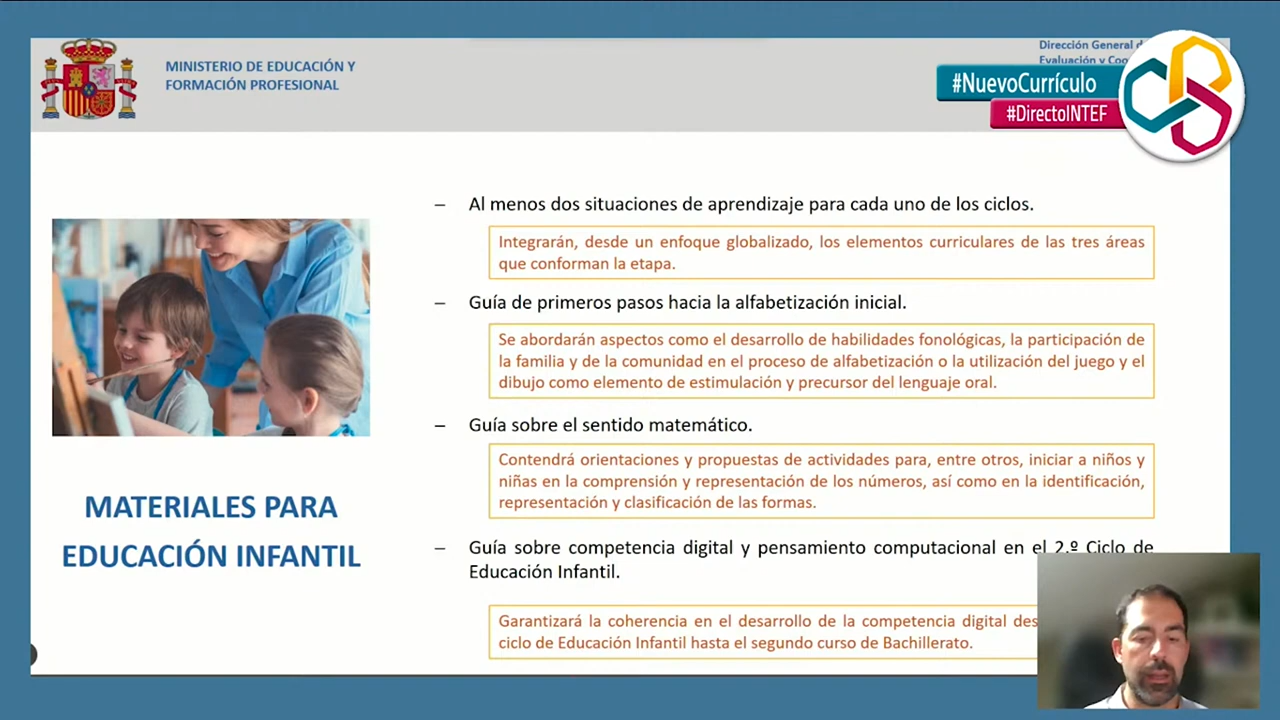 MINISTERIO DE EDUCACIÓN Y
FORMACIÓN PROFESIONAL
Dirección General
Evaluación y
#NuevoCurrículo
#DirectoINTEF
– Al menos dos situaciones de aprendizaje para cada uno de los ciclos.
Integrarán, desde un enfoque globalizado, los elementos curriculares de las tres áreas
que conforman la etapa.
– Guía de primeros pasos hacia la alfabetización inicial.
Se abordarán aspectos como el desarrollo de habilidades fonológicas, la participación de
la familia y de la comunidad en el proceso de alfabetización o la utilización del juego y el
dibujo como elemento de estimulación y precursor del lenguaje oral.
– Guía sobre el sentido matemático.
Contendrá orientaciones y propuestas de actividades para, entre otros, iniciar a niños y
niñas en la comprensión y representación de los números, así como en la identificación,
representación y clasificación de las formas.
– Guía sobre competencia digital y pensamiento computacional en el 2.º Ciclo de
Educación Infantil.
Garantizará la coherencia en el desarrollo de la competencia digital
ciclo de Educación Infantil hasta el segundo curso de Bachillerato.
MATERIALES PARA
EDUCACIÓN INFANTIL